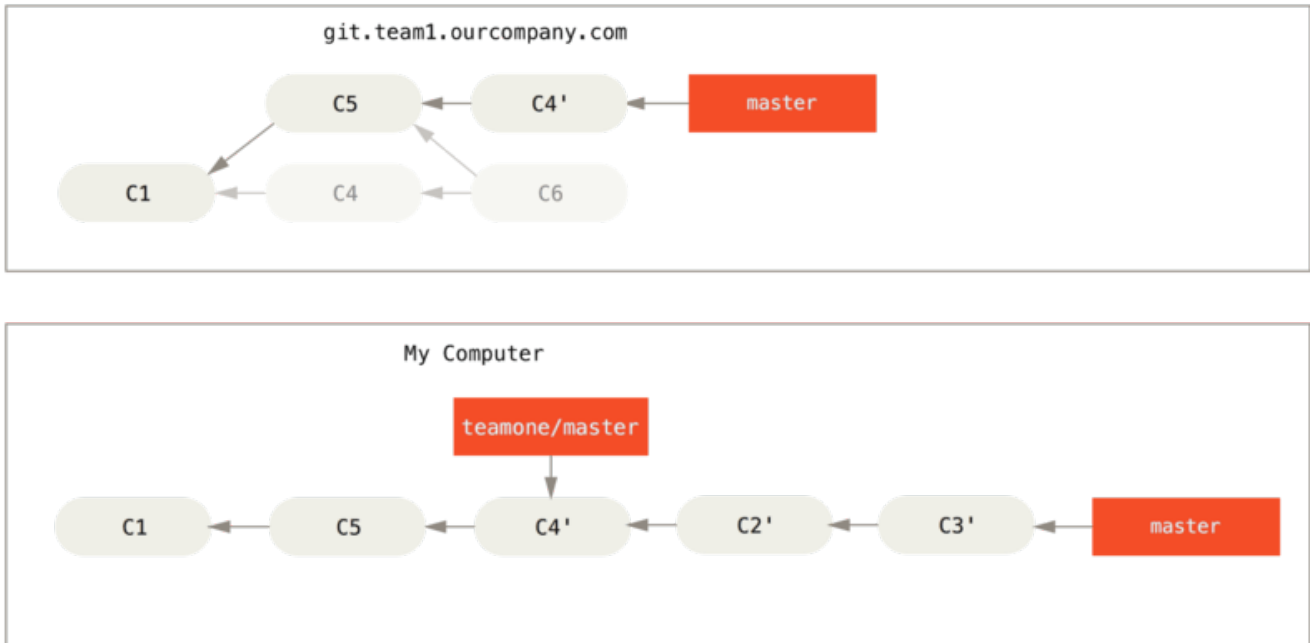 git.team1.ourcompany.com
C5 C4' master
C1 C4 C6
My Computer
teamone/master
C1 C5 C4' C2' C3' master